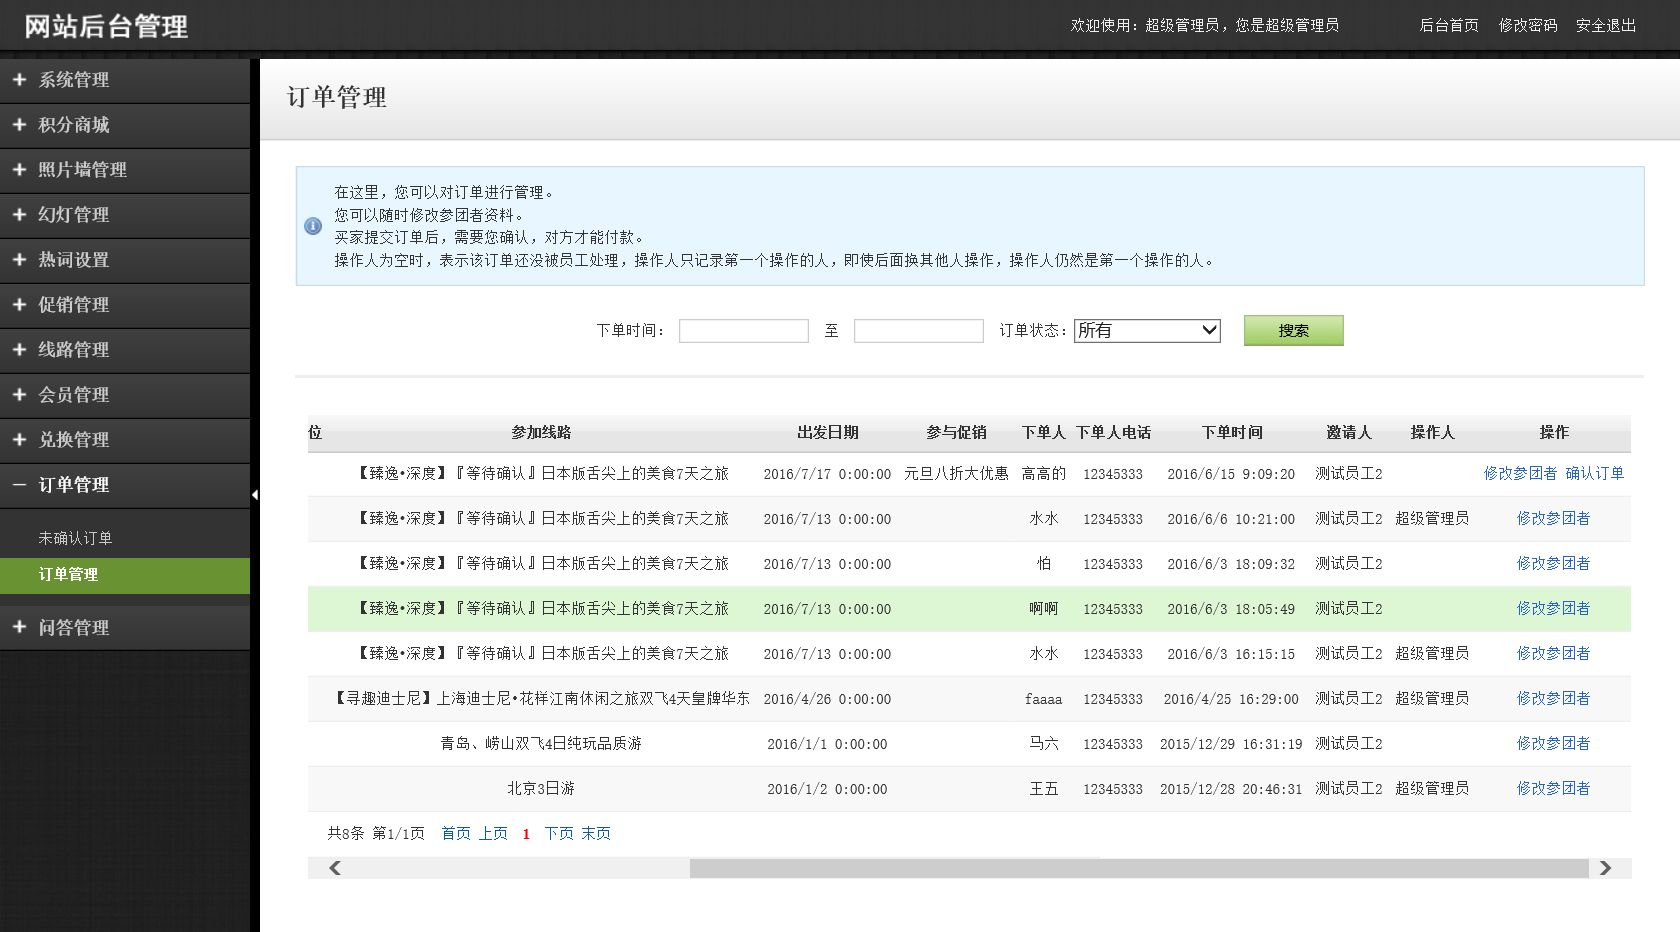 网站后台管理
欢迎使用：超级管理员，您是超级管理员 后台首页 修改密码 安全退出
系统管理
积分商城
照片墙管理
幻灯管理
热词设置
促销管理
线路管理
会员管理
兑换管理
订单管理
未确认订单
订单管理
问答管理
订单管理
在这里，您可以对订单进行管理。
您可以随时修改参团者资料。
买家提交订单后，需要您确认，对方才能付款。
操作人为空时，表示该订单还没被员工处理，操作人只记录第一个操作的人，即使后面换其他人操作，操作人仍然是第一个操作的人。
下单时间： 至 订单状态： 所有 搜索
位 参加线路 出发日期 参与促销 下单人 下单人电话 下单时间 邀请人 操作人 操作
【臻逸•深度】『等待确认』日本版舌尖上的美食7天之旅 2016/7/17 0:00:00 元旦八折大优惠 高高的 12345333 2016/6/15 9:09:20 测试员工2 修改参团者 确认订单
【臻逸•深度】『等待确认』日本版舌尖上的美食7天之旅 2016/7/13 0:00:00 水水 12345333 2016/6/6 10:21:00 测试员工2 超级管理员 修改参团者
【臻逸•深度】『等待确认』日本版舌尖上的美食7天之旅 2016/7/13 0:00:00 怕 12345333 2016/6/3 18:09:32 测试员工2 修改参团者
【臻逸•深度】『等待确认』日本版舌尖上的美食7天之旅 2016/7/13 0:00:00 啊啊 12345333 2016/6/3 18:05:49 测试员工2 修改参团者
【臻逸•深度】『等待确认』日本版舌尖上的美食7天之旅 2016/7/13 0:00:00 水水 12345333 2016/6/3 16:15:15 测试员工2 超级管理员 修改参团者
【寻趣迪士尼】上海迪士尼•花样江南休闲之旅双飞4天皇牌华东 2016/4/26 0:00:00 faaaa 12345333 2016/4/25 16:29:00 测试员工2 超级管理员 修改参团者
青岛、崂山双飞4日纯玩品质游 2016/1/1 0:00:00 马六 12345333 2015/12/29 16:31:19 测试员工2 修改参团者
北京3日游 2016/1/2 0:00:00 王五 12345333 2015/12/28 20:46:31 测试员工2 超级管理员 修改参团者
共8条 第1/1页 首页 上页 1 下页 末页